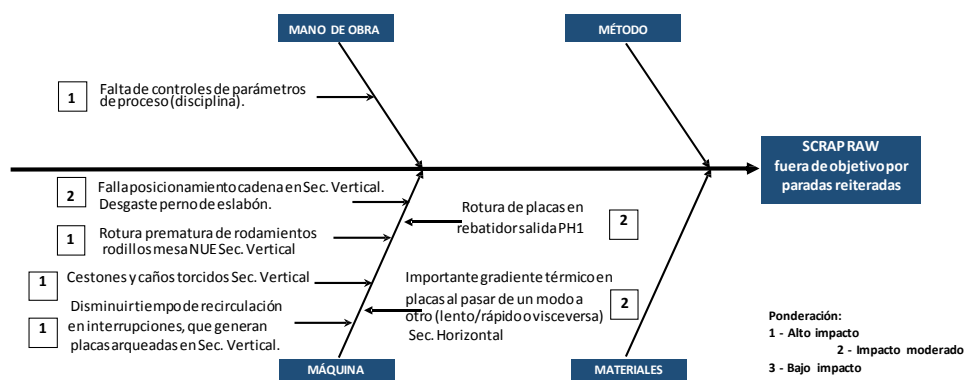 MANO DE OBRA
MÉTODO
1
Falta de controles de parámetros
de proceso (disciplina).
SCRAP RAW
fuera de objetivo por
paradas reiteradas
2
Falla posicionamiento cadena en Sec. Vertical.
Desgaste perno de eslabón.
Rotura de placas en
rebatidor salida PH1
2
1
Rotura prematura de rodamientos
rodillos mesa NUE Sec. Vertical
1
Cestones y caños torcidos Sec. Vertical
Importante gradiente térmico en
placas al pasar de un modo a
otro (lento/rápido o visceversa)
Sec. Horizontal
2
1
Disminuir tiempo de recirculación
en interrupciones, que generan
placas arqueadas en Sec. Vertical.
Ponderación:
1 - Alto impacto
2 - Impacto moderado
3 - Bajo impacto
MÁQUINA
MATERIALES